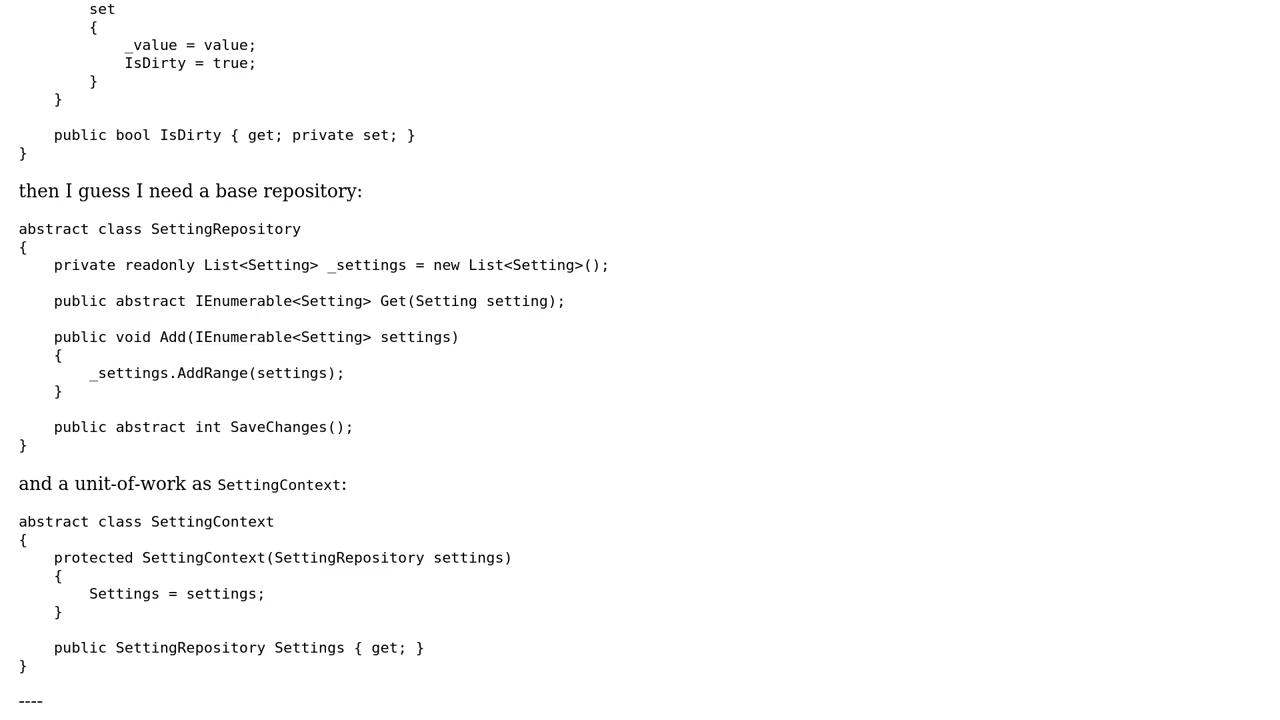 set
        {
            _value = value;
            IsDirty = true;
        }
    }

    public bool IsDirty { get; private set; }
}
then I guess I need a base repository:
abstract class SettingRepository
{
    private readonly List<Setting> _settings = new List<Setting>();

    public abstract IEnumerable<Setting> Get(Setting setting);

    public void Add(IEnumerable<Setting> settings)
    {
        _settings.AddRange(settings);
    }

    public abstract int SaveChanges();
}
and a unit-of-work as SettingContext:
abstract class SettingContext
{
    protected SettingContext(SettingRepository settings)
    {
        Settings = settings;
    }

    public SettingRepository Settings { get; }
}
----